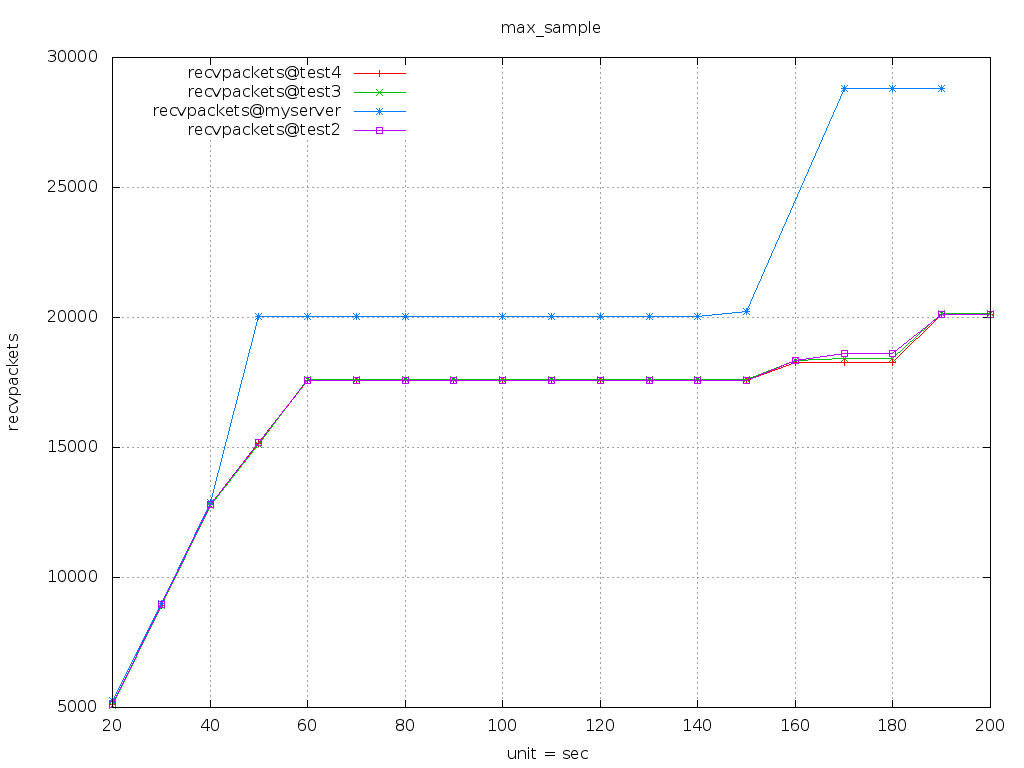 max_sample
30000
25000
20000
15000
10000
5000
recvpackets
recvpackets@test4
recvpackets@test3
recvpackets@myserver
recvpackets@test2
20 40 60 80 100 120 140 160 180 200
unit = sec